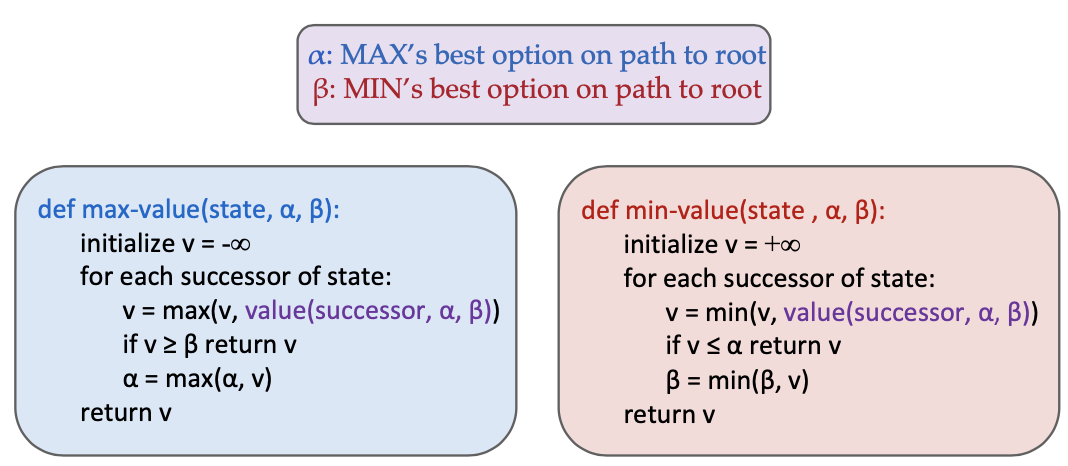 α: MAX's best option on path to root
β: MIN's best option on path to root
def max-value(state, α, β):
initialize v = -∞
for each successor of state:
v = max(v, value(successor, α, β))
if v ≥ β return v
α = max(α, v)
return v
def min-value(state , α, β):
initialize v = +∞
for each successor of state:
v = min(v, value(successor, α, β))
if v ≤ α return v
β = min(β, v)
return v